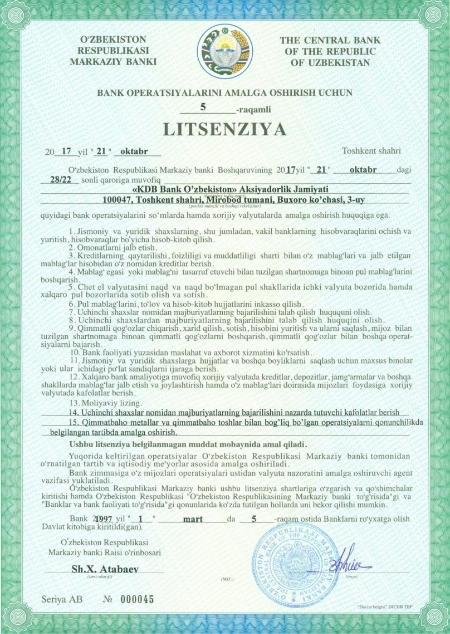 O'ZBEKISTON
RESPUBLIKASI
MARKAZIY BANKI
THE CENTRAL BANK
OF THE REPUBLIC
OF UZBEKISTAN
BANK OPERATSIYALARINI AMALGA OSHIRISH UCHUN
5 -raqamli
LITSENZIYA
20 17 yil " 21 " oktabr Toshkent shahri
O'zbekiston Respublikasi Markaziy banki Boshqaruvining 2017 yil " 21 " oktabr dagi
28/22 sonli qaroriga muvofiq
«KDB Bank O'zbekiston» Aksiyadorlik Jamiyati
100047, Toshkent shahri, Mirobod tumani, Buxoro ko'chasi, 3-uy
quyidagi bank operatsiyalarini so'mlarda hamda xorijiy valyutalarda amalga oshirish huquqiga ega.
1. Jismoniy va yuridik shaxslarning, shu jumladan, vakil banklarning hisobvaraqlarini ochish va
yuritish, hisobvaraqlar bo'yicha hisob-kitob qilish.
2. Omonatlarni jalb etish.
3. Kreditlarning qaytarilishi, foizliligi va muddatliligi sharti bilan o'z mablag'lari va jalb etilgan
mablag'lar hisobidan o'z nomidan kreditlar berish.
4. Mablag' egasi yoki mablag'ni tasarruf etuvchi bilan tuzilgan shartnomaga binoan pul mablag'larini
boshqarish.
5. Chet el valyutasini naqd va naqd bo'lmagan pul shakllarida ichki valyuta bozorida hamda
xalqaro pul bozorlarida sotib olish va sotish.
6. Pul mablag'larini, to'lov va hisob-kitob hujjatlarini inkasso qilish.
7. Uchinchi shaxslar nomidan majburiyatlarning bajarilishini talab qilish huquqini olish.
8. Uchinchi shaxslardan majburiyatlarning bajarilishini talab qilish huquqini olish.
9. Qimmatli qog'ozlar chiqarish, xarid qilish, sotish, hisobini yuritish va ularni saqlash, mijoz bilan
tuzilgan shartnomaga binoan qimmatli qog'ozlarni boshqarish, qimmatli qog'ozlar bilan boshqa operat-
siyalarni bajarish.
10. Bank faoliyati yuzasidan maslahat va axborot xizmatini ko'rsatish.
11. Jismoniy va yuridik shaxslarga hujjatlar va boshqa boyliklarni saqlash uchun maxsus binolar
yoki ular ichidagi po'lat sandiqlarni ijaraga berish.
12. Xalqaro bank amaliyotiga muvofiq xorijiy valyutada kreditlar, depozitlar, jamg'armalar va boshqa
shakllarda mablag'lar jalb etish va joylashtirish hamda o'z mablag'lari doirasida mijozlari foydasiga xorijiy
valyutada kafolatlar berish.
13. Moliyaviy lizing.
14. Uchinchi shaxslar nomidan majburiyatlarning bajarilishini nazarda tutuvchi kafolatlar berish
15. Qimmatbaho metallar va qimmatbaho toshlar bilan bog'liq bo'lgan operatsiyalarni qonunchilikda
belgilangan tartibda amalga oshirish.
Ushbu litsenziya belgilanmagan muddat mobaynida amal qiladi.
Yuqorida keltirilgan operatsiyalar O'zbekiston Respublikasi Markaziy banki tomonidan
o'rnatilgan tartib va iqtisodiy me'yorlar asosida amalga oshiriladi.
Bank zimmasiga o'z mijozlari operatsiyalari ustidan valyuta nazoratini amalga oshiruvchi agent
vazifasi yuklatiladi.
O'zbekiston Respublikasi Markaziy banki ushbu litsenziya shartlariga o'zgarish va qo'shimchalar
kiritishi hamda O'zbekiston Respublikasi "O'zbekiston Respublikasining Markaziy banki to'g'risida"gi va
"Banklar va bank faoliyati to'g'risida"gi qonunlarida ko'zda tutilgan hollarda uni bekor qilishi mumkin.
Bank 1997 yil " 1 " mart da 5 -raqam ostida Banklarni ro'yxatga olish
Davlat kitobiga kiritildi(gan).
O'zbekiston Respublikasi
Markaziy banki Raisi o'rinbosari
Sh.X. Atabaev
Seriya AB № 000045